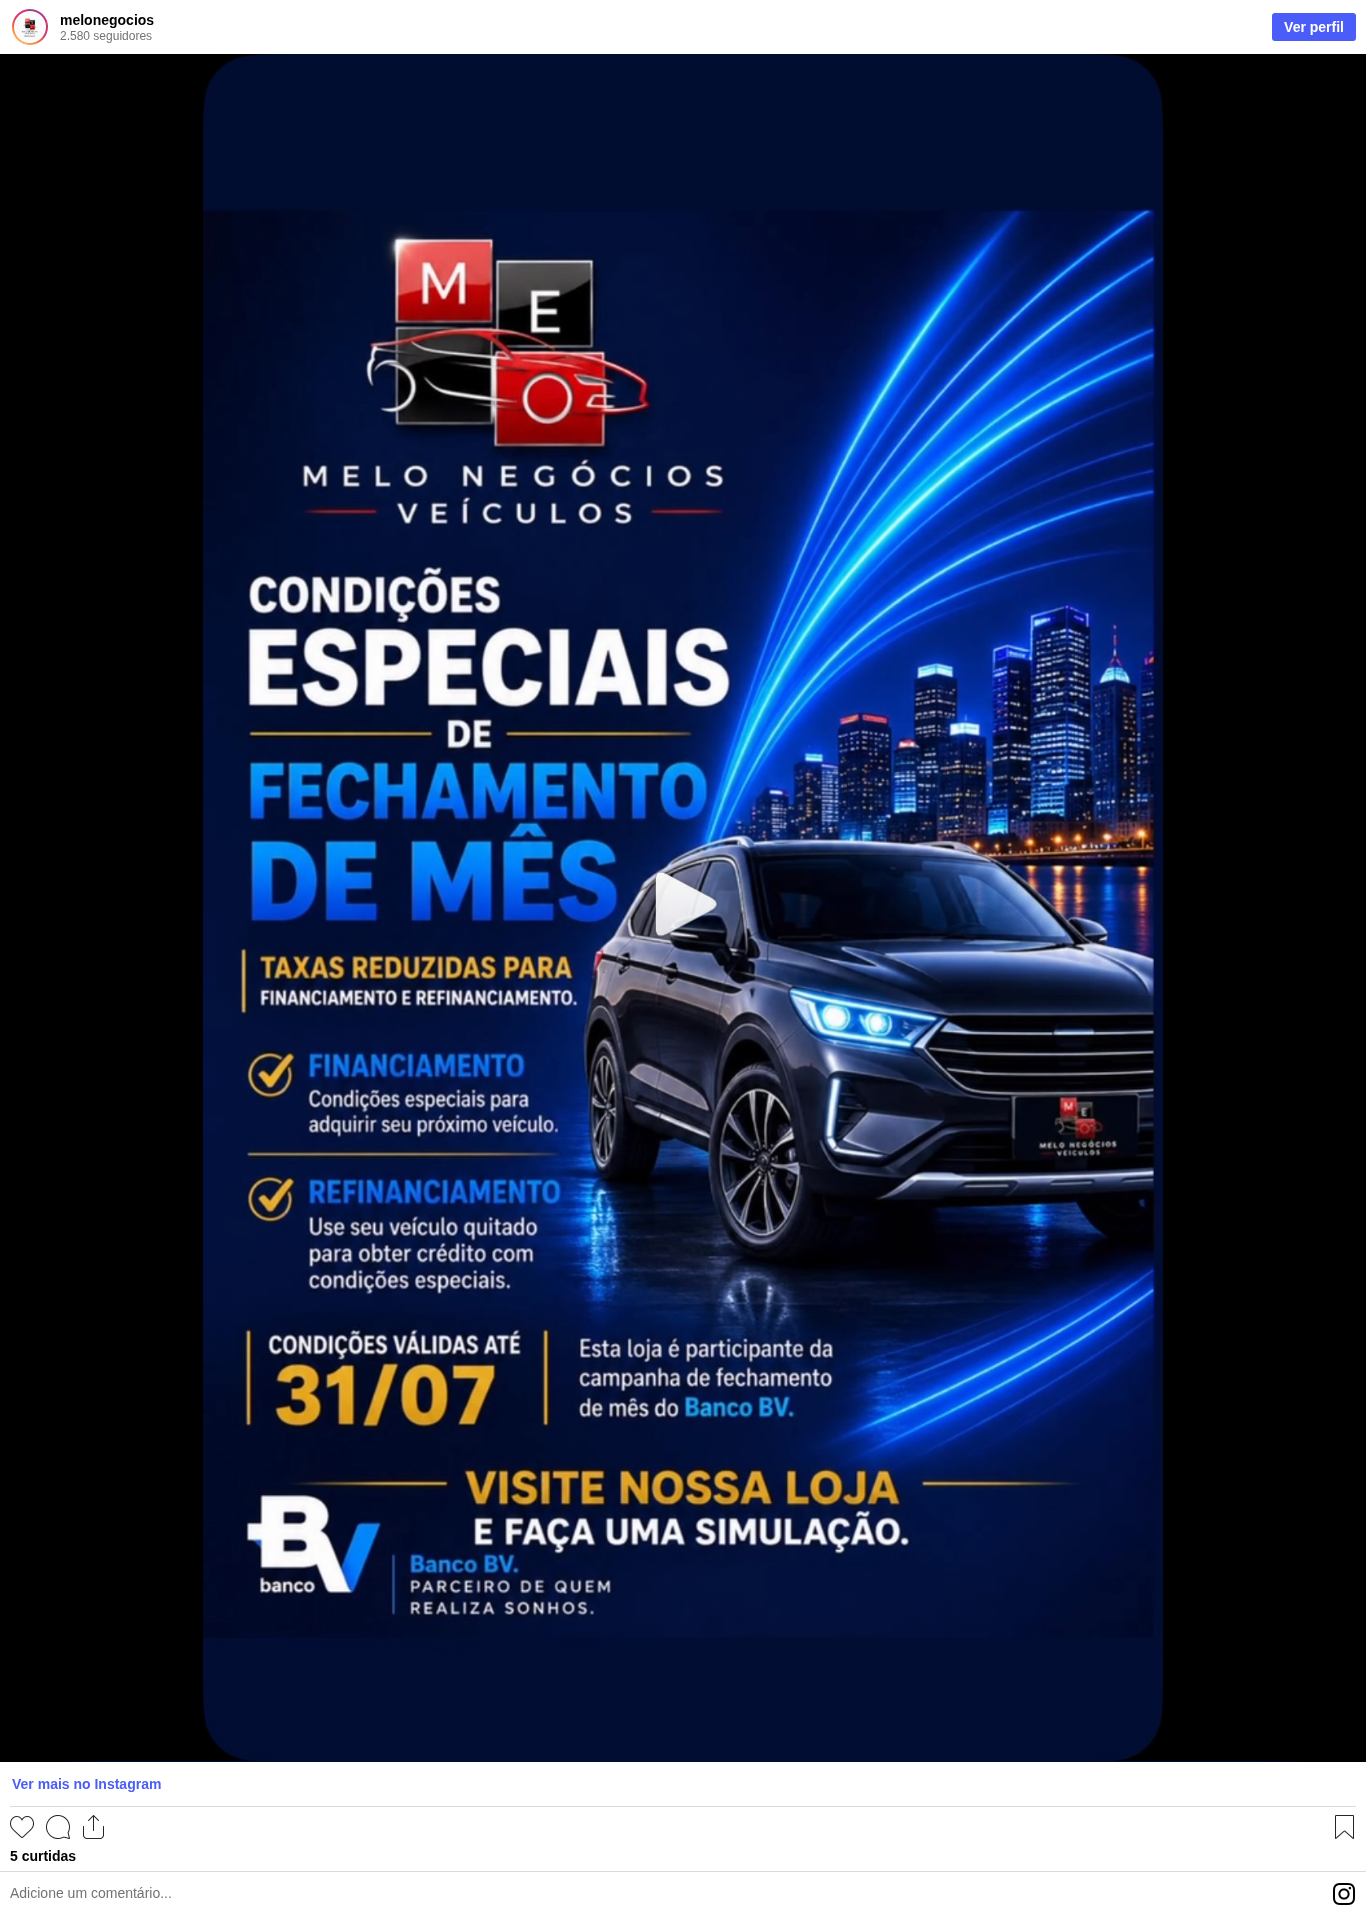 melonegocios
2.580 seguidores
Ver perfil
M
E
MELO NEGÓCIOS
VEÍCULOS
CONDIÇÕES
ESPECIAIS
DE
FECHAMENTO
DE MÊS
TAXAS REDUZIDAS PARA
FINANCIAMENTO E REFINANCIAMENTO.
FINANCIAMENTO
Condições especiais para
adquirir seu próximo veículo.
REFINANCIAMENTO
Use seu veículo quitado
para obter crédito com
condições especiais.
M
E
MELO NEGÓCIOS
VEÍCULOS
CONDIÇÕES VÁLIDAS ATÉ
31/07
Esta loja é participante da
campanha de fechamento
de mês do Banco BV.
VISITE NOSSA LOJA
E FAÇA UMA SIMULAÇÃO.
BV
banco
Banco BV.
PARCEIRO DE QUEM
REALIZA SONHOS.
Ver mais no Instagram
5 curtidas
Adicione um comentário...